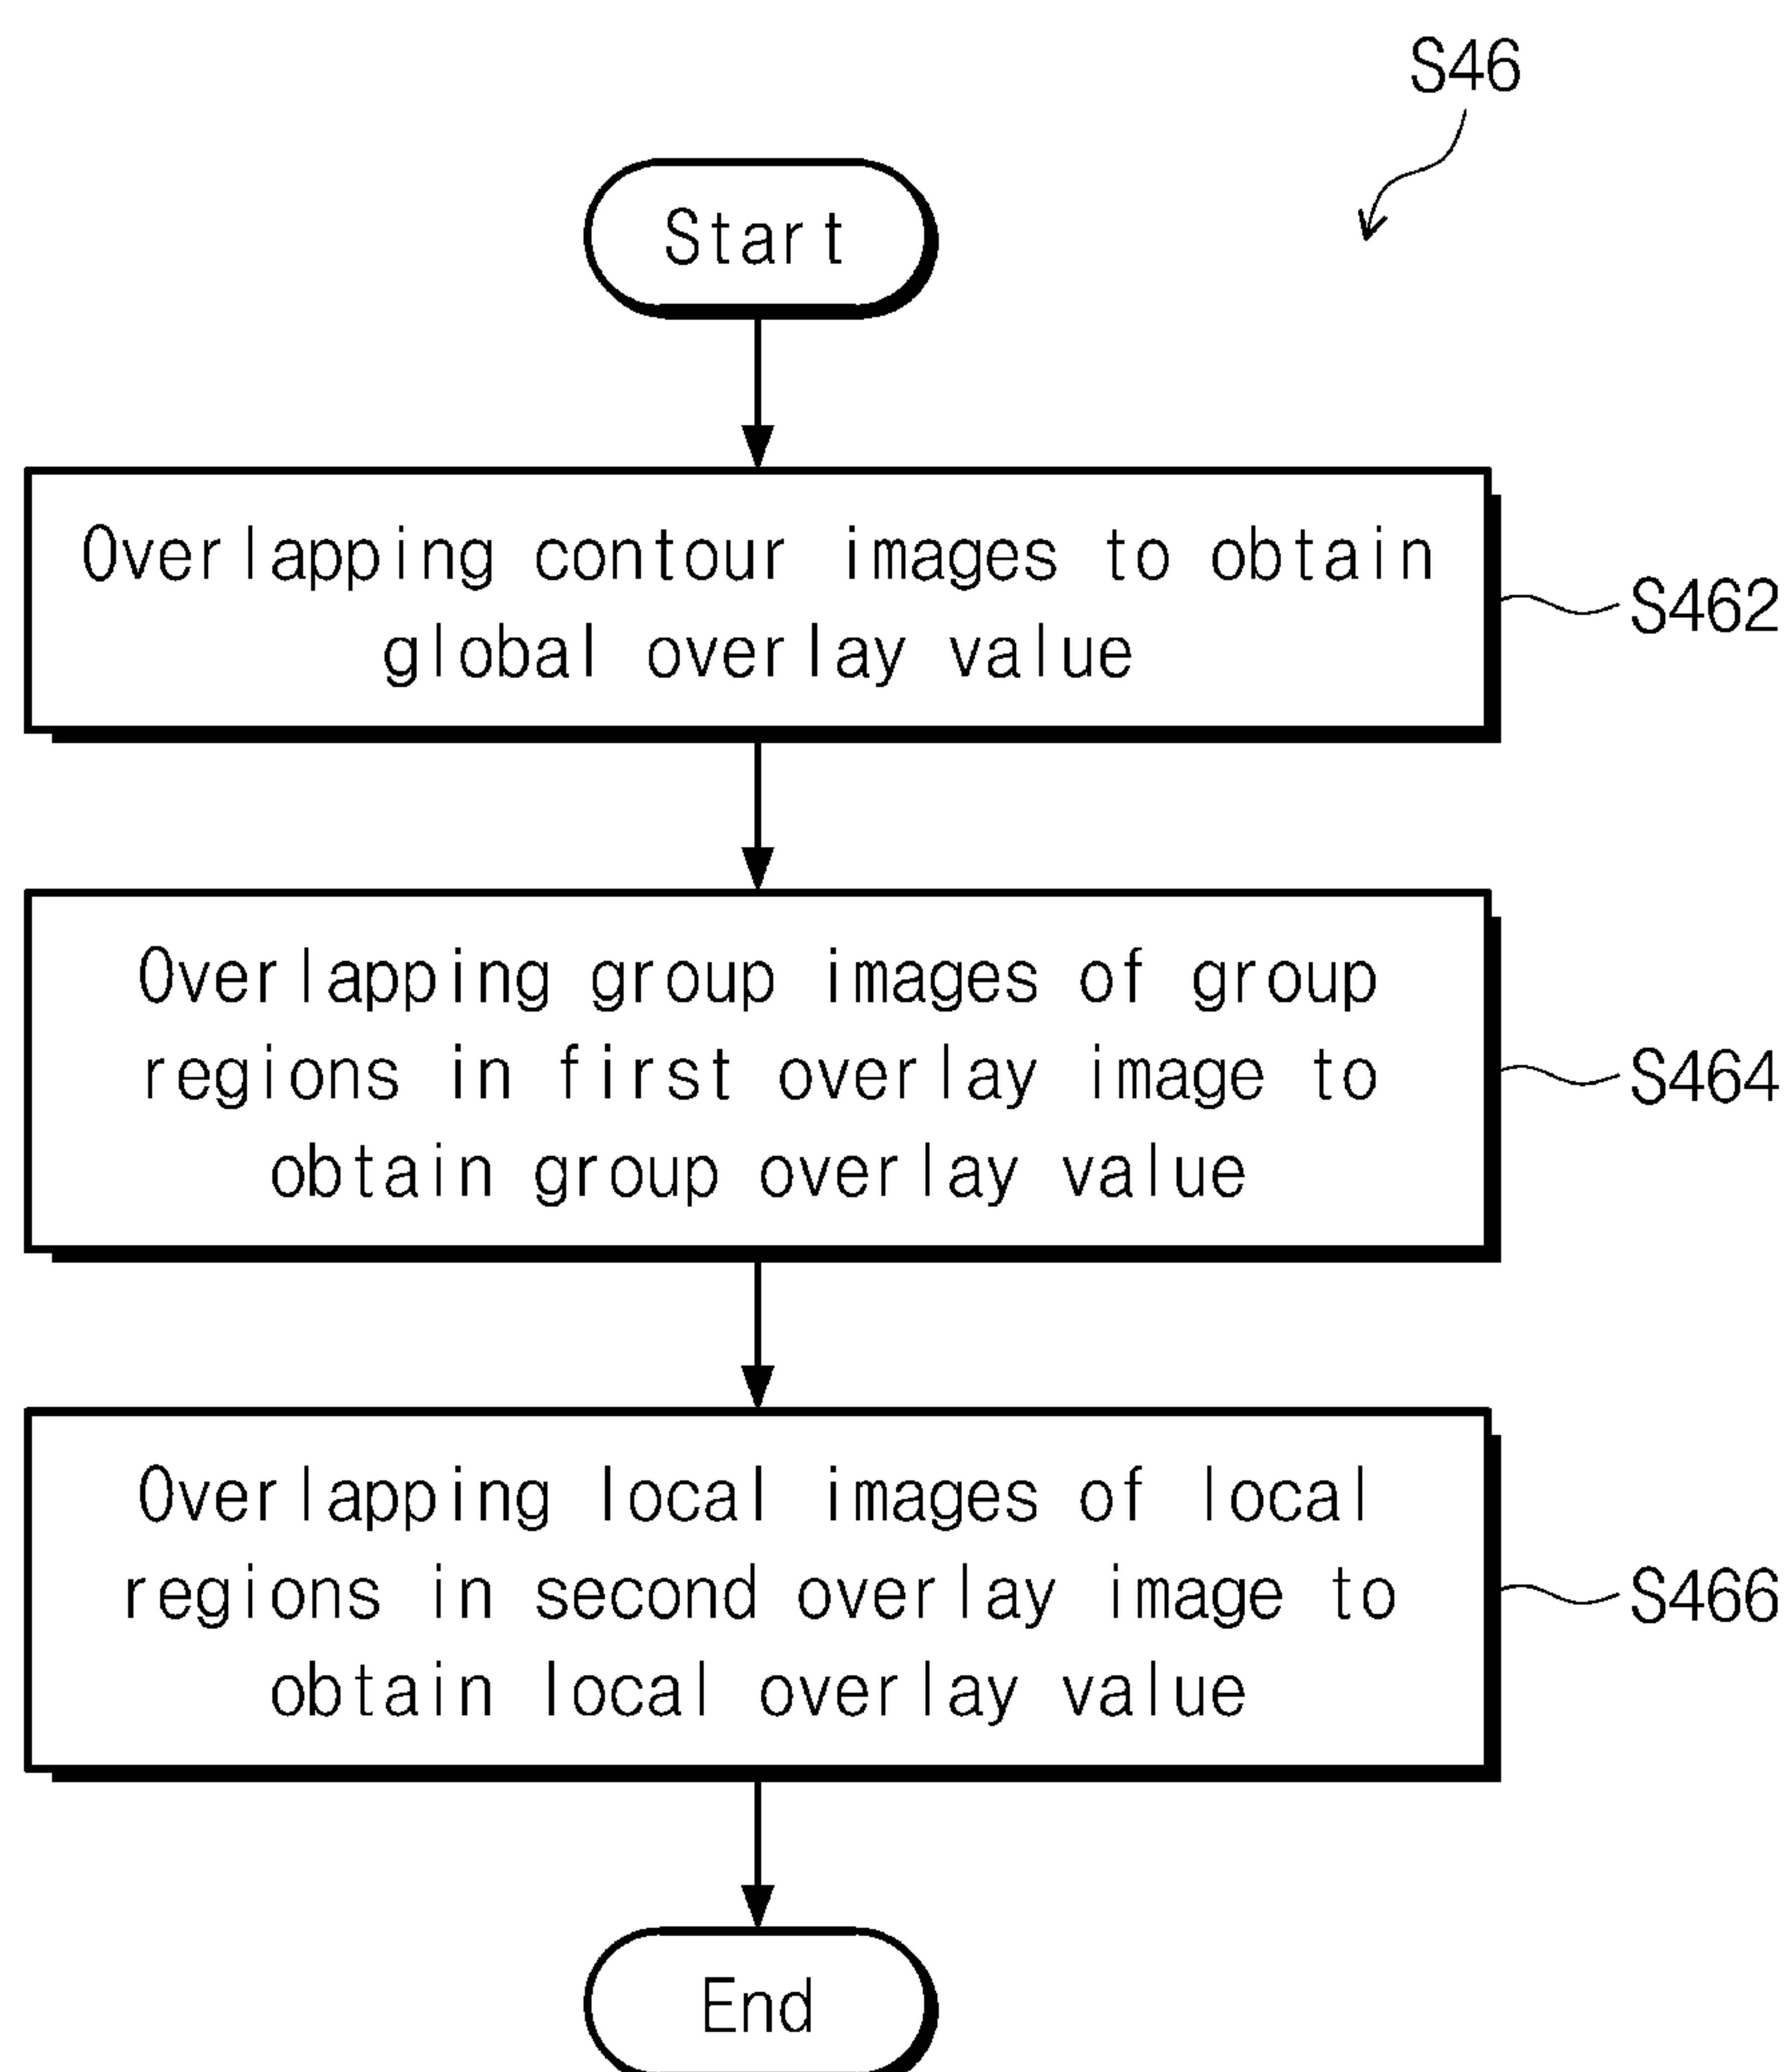 S46
Start
Overlapping contour images to obtain
global overlay value
S462
Overlapping group images of group
regions in first overlay image to
obtain group overlay value
S464
Overlapping local images of local
regions in second overlay image to
obtain local overlay value
S466
End